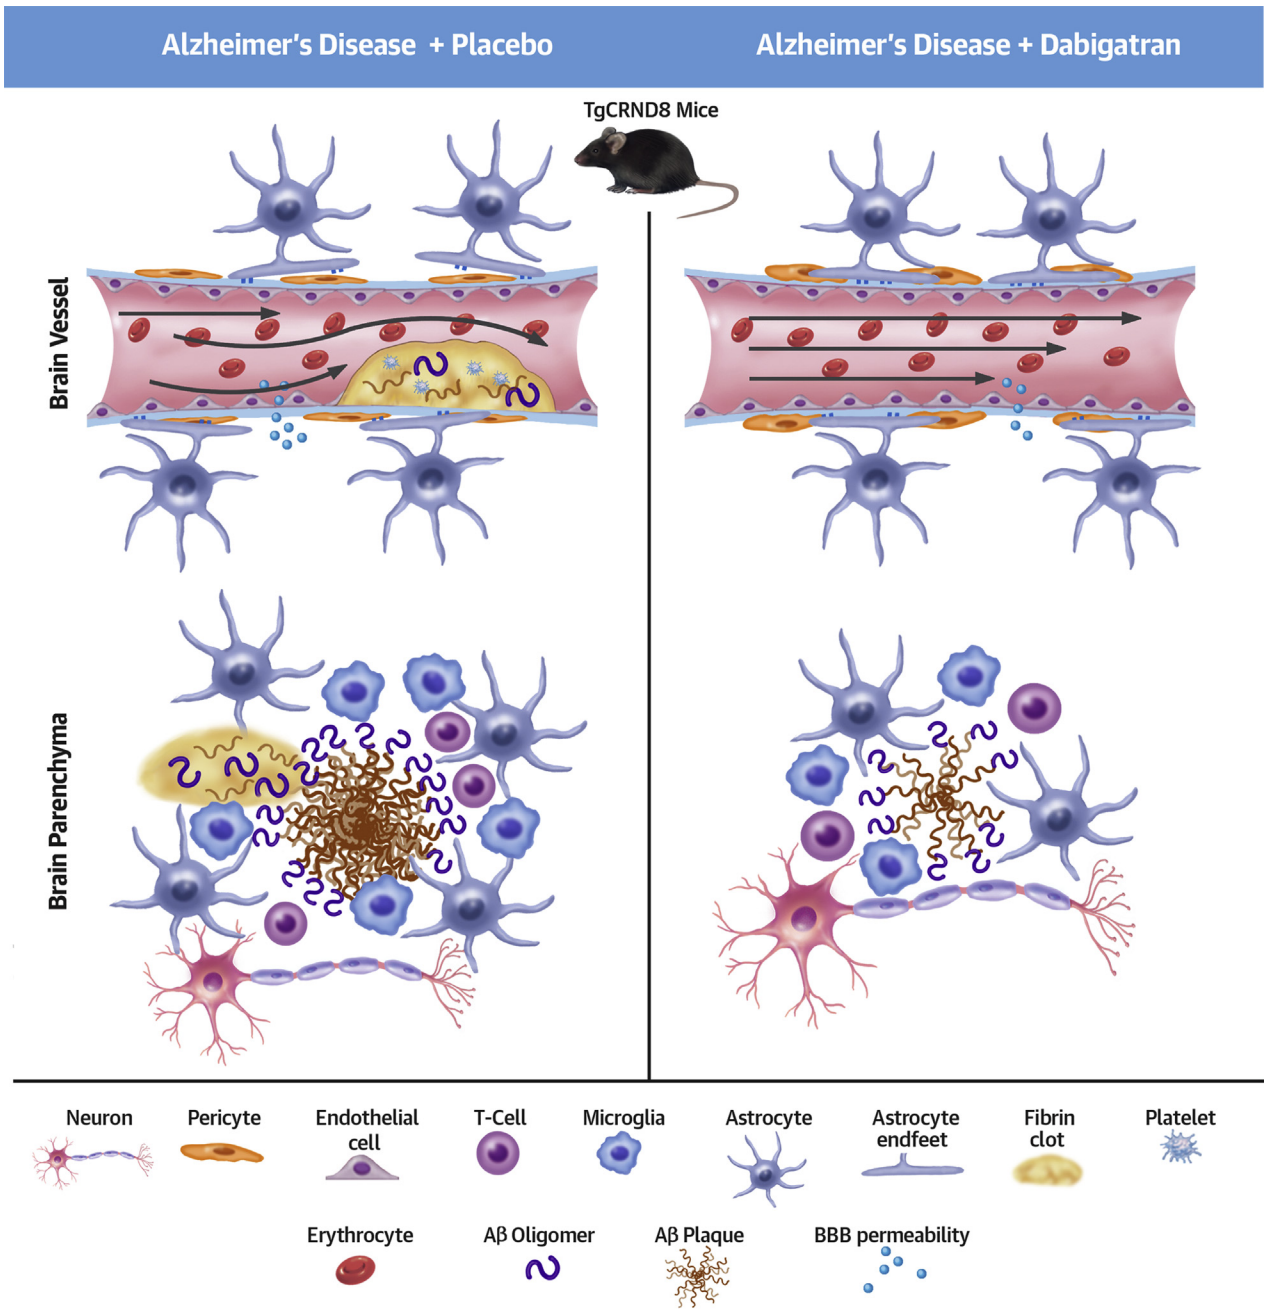 Alzheimer's Disease + Placebo
Alzheimer's Disease + Dabigatran
TgCRND8 Mice
Brain Vessel
Brain Parenchyma
Neuron
Pericyte
Endothelial
cell
T-Cell
Microglia
Astrocyte
Astrocyte
endfeet
Fibrin
clot
Platelet
Erythrocyte
Aβ Oligomer
Aβ Plaque
BBB permeability